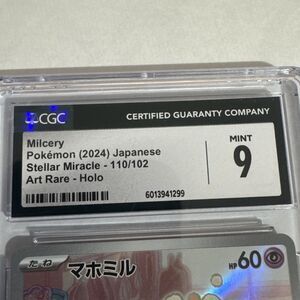 CGC
CERTIFIED GUARANTY COMPANY
Milcery
Pokémon (2024) Japanese
Stellar Miracle - 110/102
Art Rare - Holo
MINT
9
6013941299
たね
マホミル
HP60